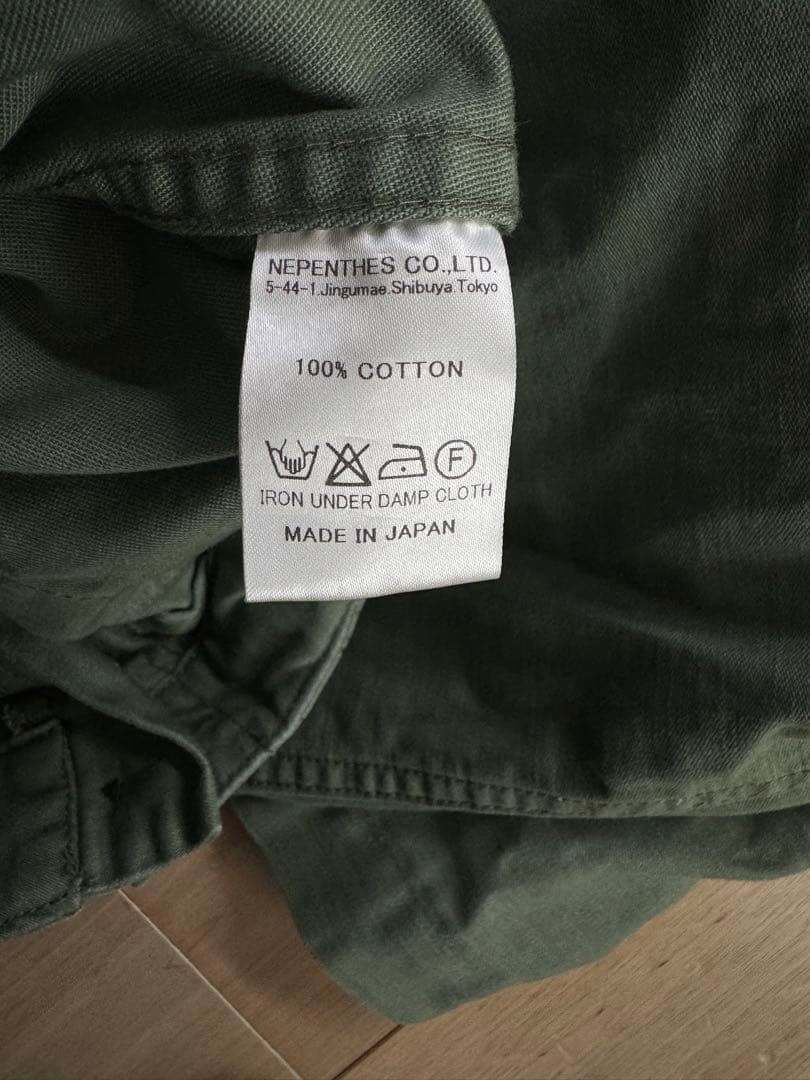 NEPENTHES CO.,LTD.
5-44-1.Jingumae.Shibuya.Tokyo
100% COTTON
F
IRON UNDER DAMP CLOTH
MADE IN JAPAN